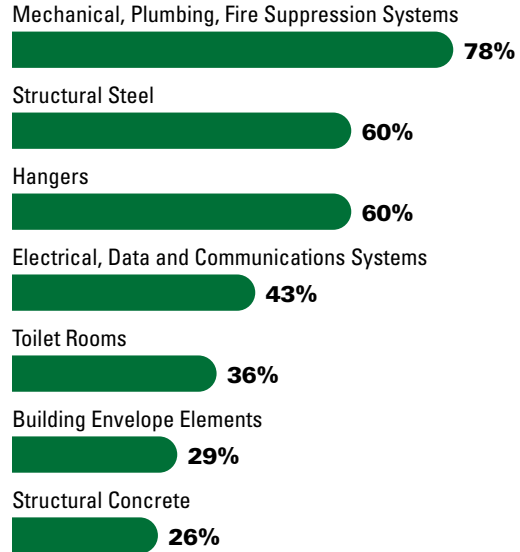 Mechanical, Plumbing, Fire Suppression Systems
78%
Structural Steel
60%
Hangers
60%
Electrical, Data and Communications Systems
43%
Toilet Rooms
36%
Building Envelope Elements
29%
Structural Concrete
26%